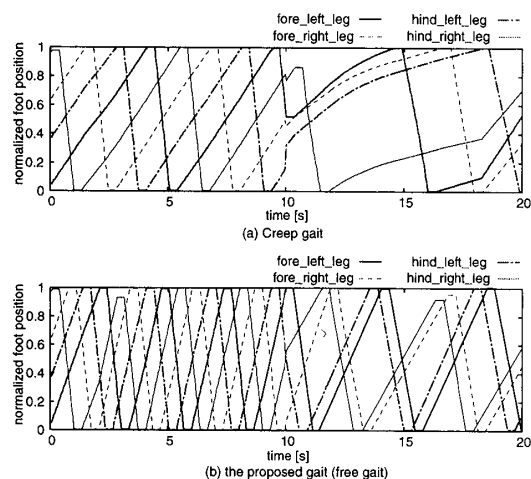 fore_left_leg hind_left_leg
fore_right_leg hind_right_leg
normalized foot position
1
0.8
0.6
0.4
0.2
0
0 5 10 15 20
time [s]
(a) Creep gait
fore_left_leg hind_left_leg
fore_right_leg hind_right_leg
normalized foot position
1
0.8
0.6
0.4
0.2
0
0 5 10 15 20
time [s]
(b) the proposed gait (free gait)